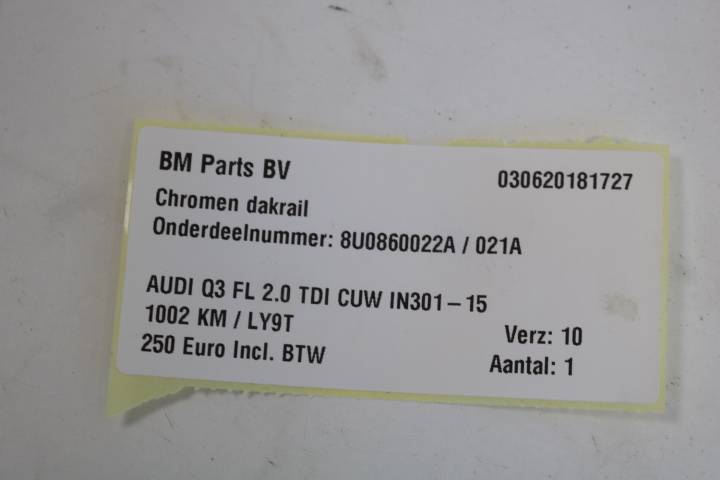 BM Parts BV
030620181727
Chromen dakrail
Onderdeelnummer: 8U0860022A / 021A
AUDI Q3 FL 2.0 TDI CUW IN301-15
1002 KM / LY9T
Verz: 10
250 Euro Incl. BTW
Aantal: 1